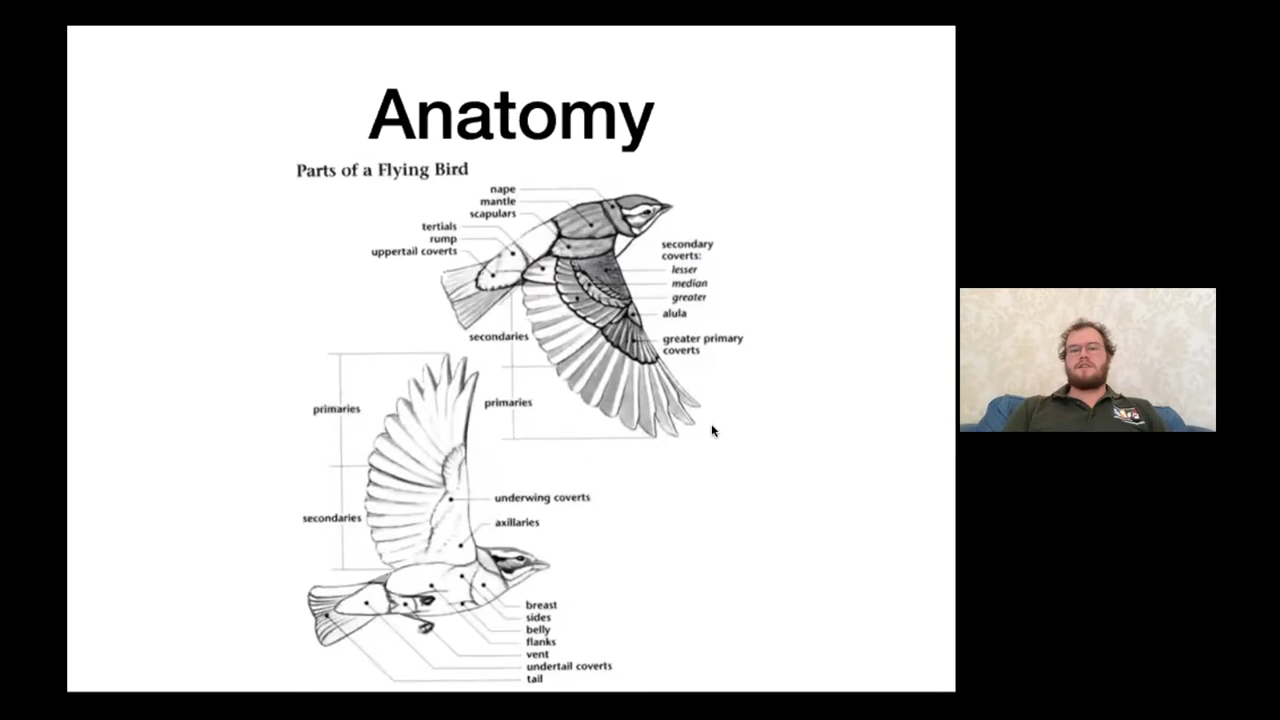 Anatomy
Parts of a Flying Bird
nape
mantle
scapulars
tertials
rump
uppertail coverts
secondary
coverts:
lesser
median
greater
alula
greater primary
coverts
secondaries
primaries
primaries
secondaries
underwing coverts
axillaries
breast
sides
belly
flanks
vent
undertail coverts
tail